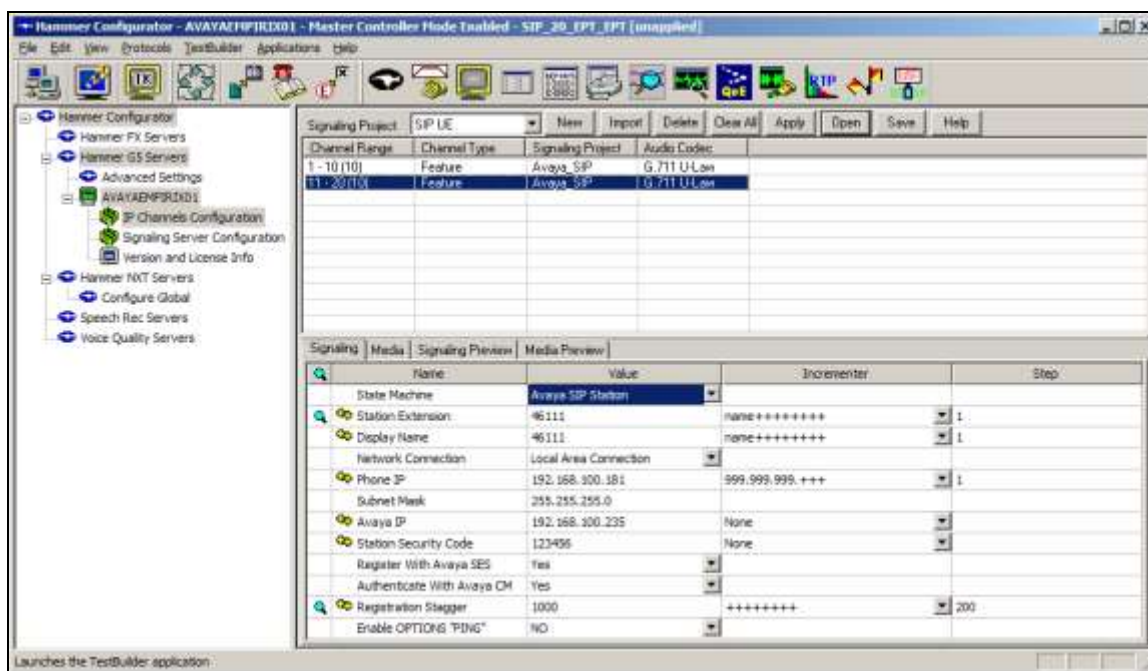 Hammer Configurator - AVAYAEMPIRIX01 - Master Controller Mode Enabled - SIP_20_EPT_EPT [unapplied]
File Edit View Protocols TestBuilder Applications Help
TK
QoE
RTP
Hammer Configurator
Hammer FX Servers
Hammer G5 Servers
Advanced Settings
AVAYAEMPIRIX01
IP Channels Configuration
Signaling Server Configuration
Version and License Info
Hammer NXT Servers
Configure Global
Speech Rec Servers
Voice Quality Servers
Signaling Project SIP UE New Import Delete Clear All Apply Open Save Help
Channel Range Channel Type Signaling Project Audio Codec
1 - 10 (10) Feature Avaya_SIP G.711 U-Law
11 - 20 (10) Feature Avaya_SIP G.711 U-Law
Signaling Media Signaling Preview Media Preview
Name Value Incrementer Step
State Machine Avaya SIP Station
Station Extension 46111 name++++++++ 1
Display Name 46111 name++++++++ 1
Network Connection Local Area Connection
Phone IP 192.168.100.181 999.999.999.+++ 1
Subnet Mask 255.255.255.0
Avaya IP 192.168.100.235 None
Station Security Code 123456 None
Register With Avaya SES Yes
Authenticate With Avaya CM Yes
Registration Stagger 1000 ++++++++ 200
Enable OPTIONS "PING" NO
Launches the TestBuilder application